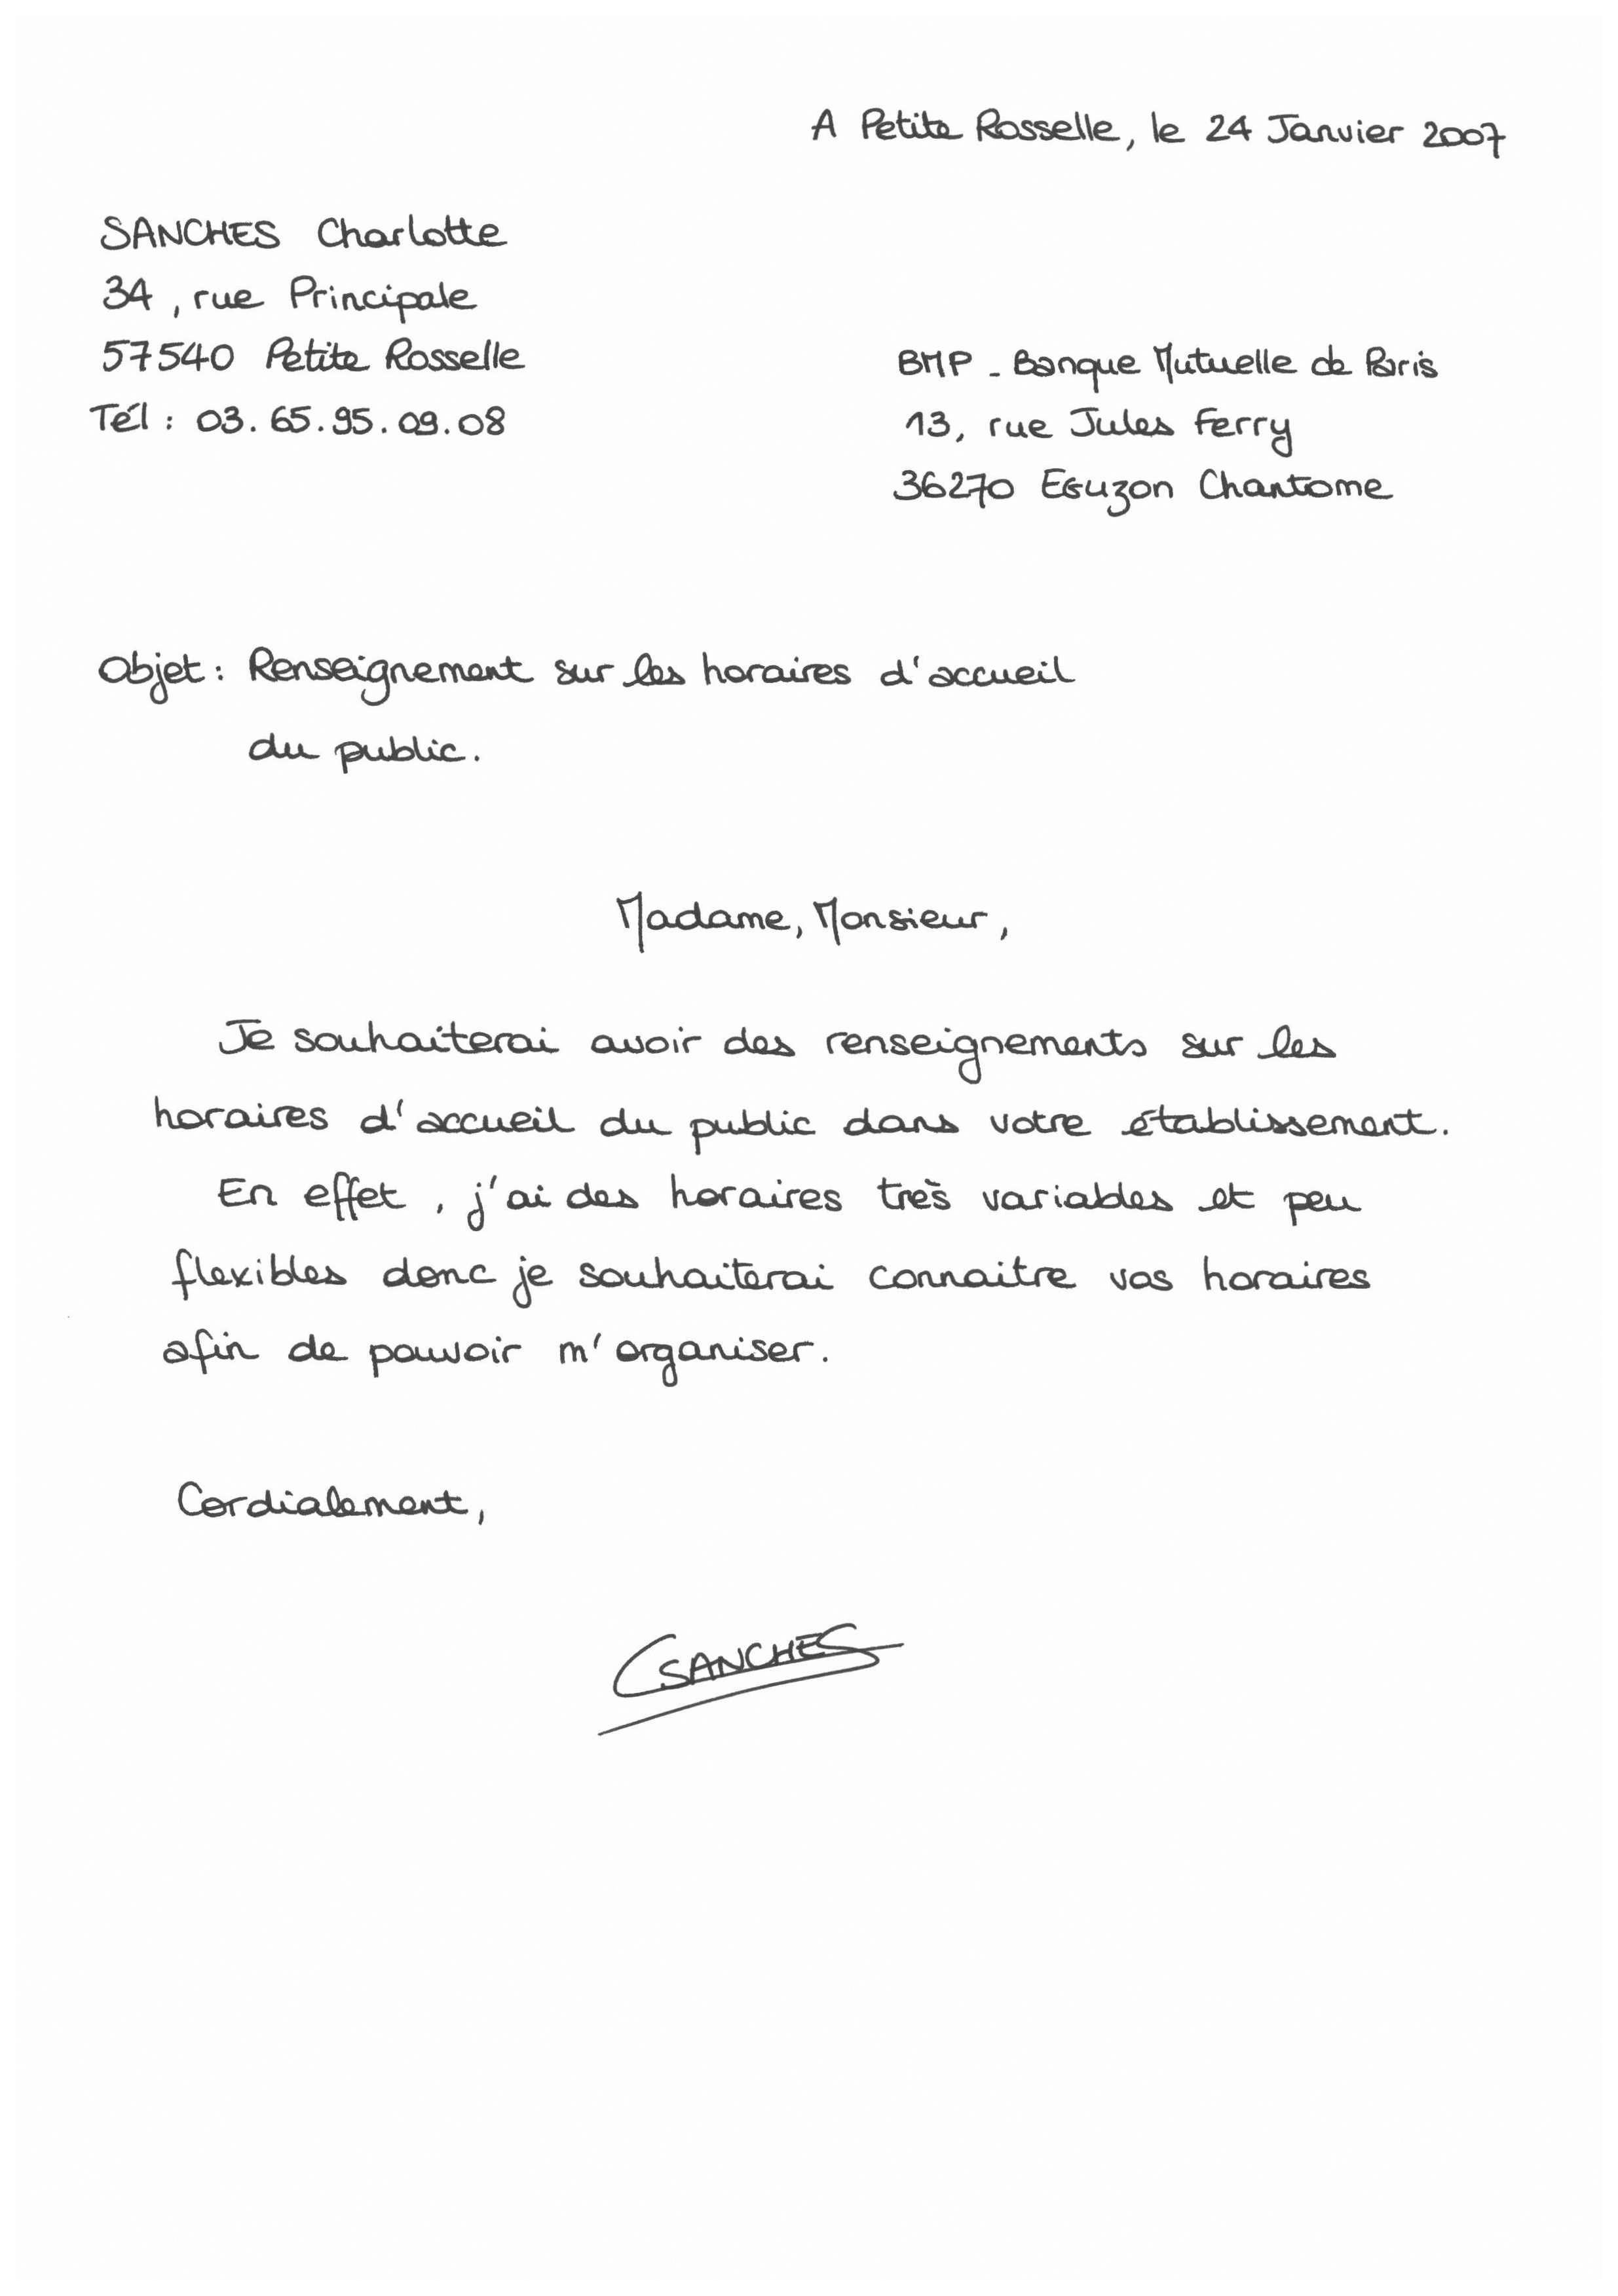 A Petite Rosselle, le 24 Janvier 2007
SANCHES Charlotte
34, rue Principale
57540 Petite Rosselle
Tél : 03.65.95.09.08
BMP - Banque Mutuelle de Paris
13, rue Jules Ferry
36270 Eguzon Chantome
Objet : Renseignement sur les horaires d'accueil
du public.
Madame, Monsieur,
Je souhaiterai avoir des renseignements sur les
horaires d'accueil du public dans votre établissement.
En effet, j'ai des horaires très variables et peu
flexibles donc je souhaiterai connaitre vos horaires
afin de pouvoir m'organiser.
Cordialement,
CSANCHES